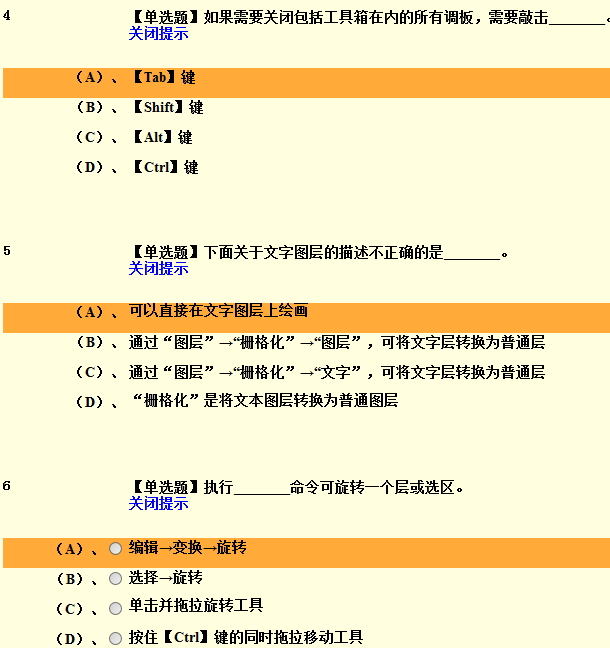 4 【单选题】如果需要关闭包括工具箱在内的所有调板，需要敲击________。
关闭提示
（A）、 【Tab】键
（B）、 【Shift】键
（C）、 【Alt】键
（D）、 【Ctrl】键
5 【单选题】下面关于文字图层的描述不正确的是________。
关闭提示
（A）、 可以直接在文字图层上绘画
（B）、 通过“图层”→“栅格化”→“图层”，可将文字层转换为普通层
（C）、 通过“图层”→“栅格化”→“文字”，可将文字层转换为普通层
（D）、 “栅格化”是将文本图层转换为普通图层
6 【单选题】执行________命令可旋转一个层或选区。
关闭提示
（A）、 编辑→变换→旋转
（B）、 选择→旋转
（C）、 单击并拖拉旋转工具
（D）、 按住【Ctrl】键的同时拖拉移动工具